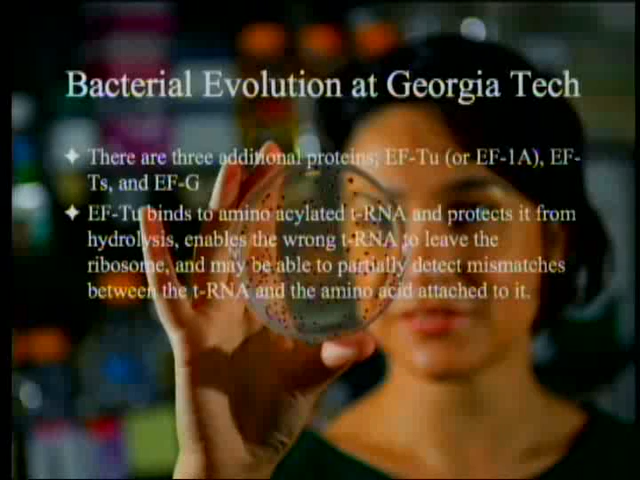 Bacterial Evolution at Georgia Tech
There are three additional proteins; EF-Tu (or EF-1A), EF-
Ts, and EF-G
EF-Tu binds to amino acylated t-RNA and protects it from
hydrolysis, enables the wrong t-RNA to leave the
ribosome, and may be able to partially detect mismatches
between the t-RNA and the amino acid attached to it.